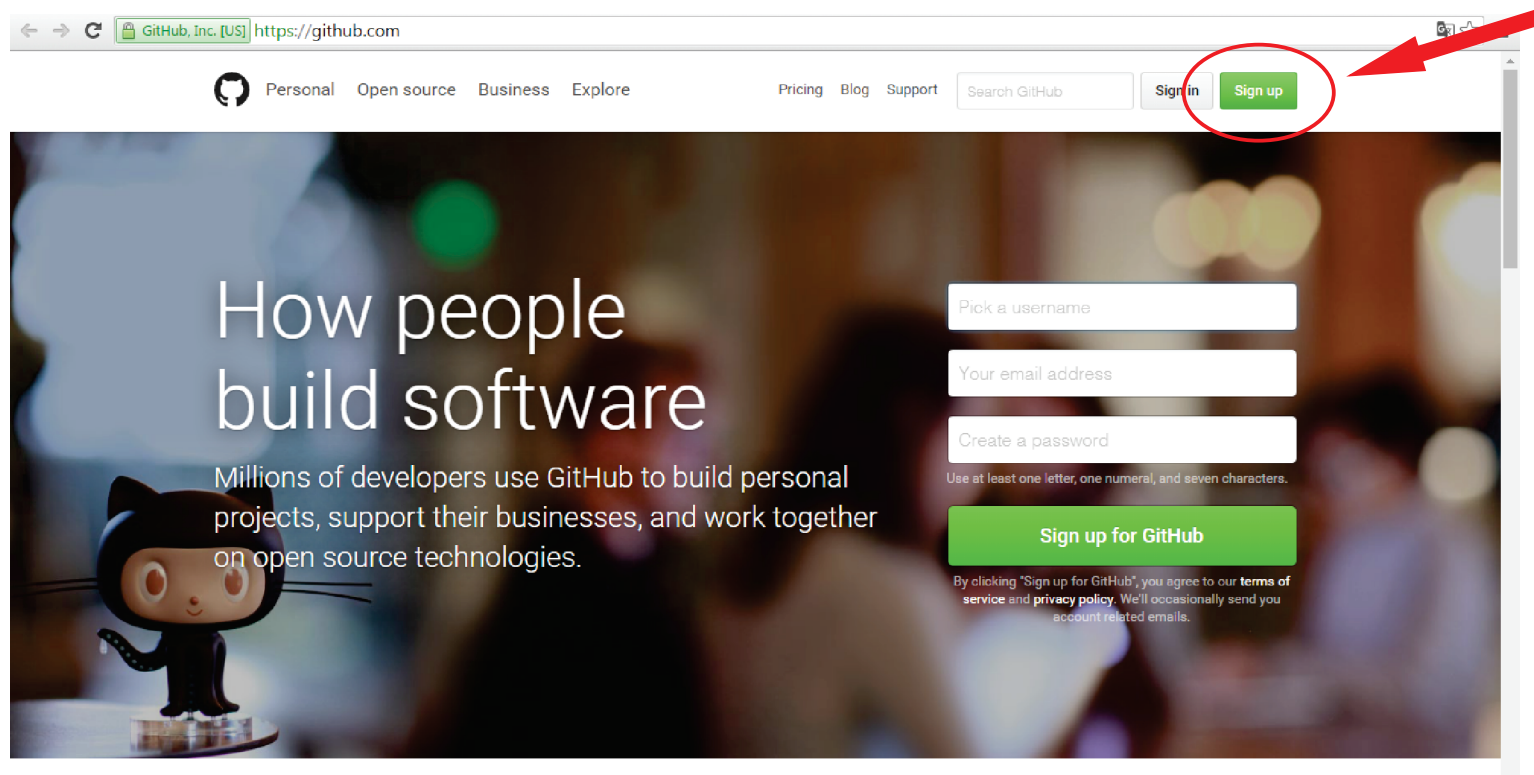 GitHub, Inc. [US] https://github.com
Personal Open source Business Explore Pricing Blog Support Search GitHub Sign in Sign up
How people
build software
Millions of developers use GitHub to build personal
projects, support their businesses, and work together
on open source technologies.
Pick a username
Your email address
Create a password
Use at least one letter, one numeral, and seven characters.
Sign up for GitHub
By clicking "Sign up for GitHub", you agree to our terms of
service and privacy policy. We'll occasionally send you
account related emails.